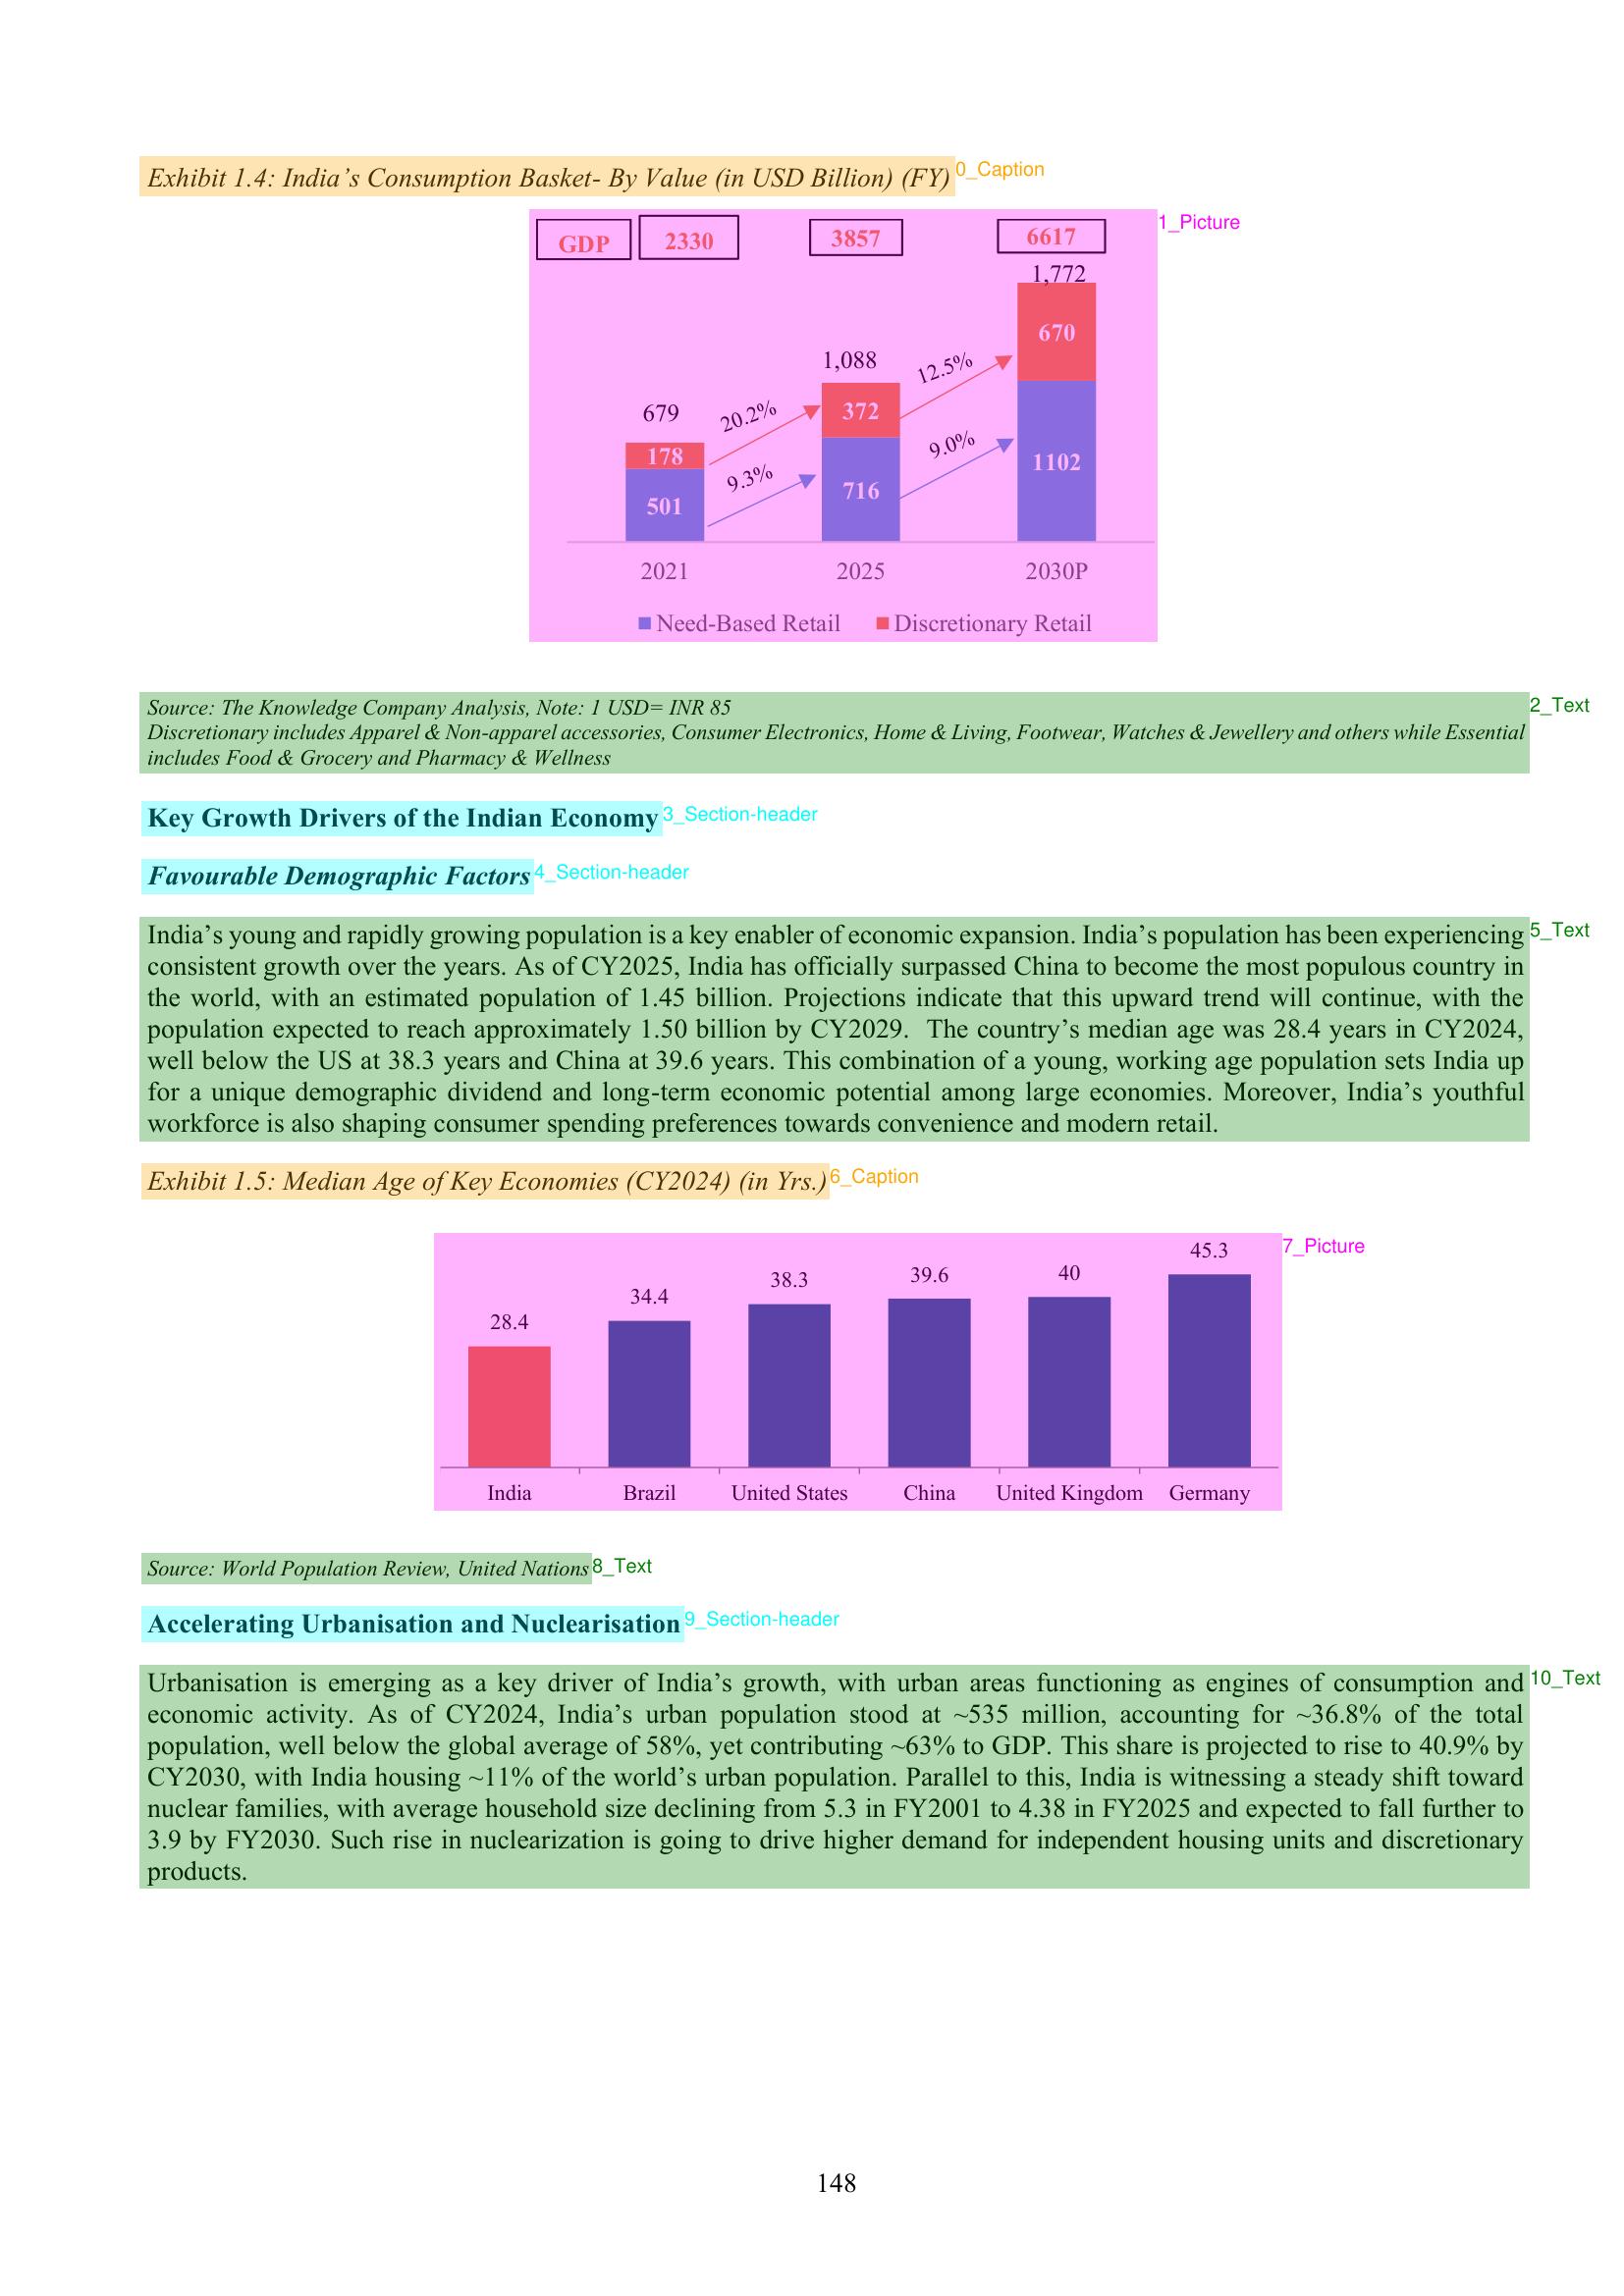 Exhibit 1.4: India’s Consumption Basket- By Value (in USD Billion) (FY)
0_Caption
1_Picture
GDP 2330 3857 6617
1,772
670
1,088
12.5%
679
20.2%
372
178
9.3%
9.0%
1102
501
716
2021 2025 2030P
Need-Based Retail Discretionary Retail
2_Text
Source: The Knowledge Company Analysis, Note: 1 USD= INR 85
Discretionary includes Apparel & Non-apparel accessories, Consumer Electronics, Home & Living, Footwear, Watches & Jewellery and others while Essential
includes Food & Grocery and Pharmacy & Wellness
Key Growth Drivers of the Indian Economy
3_Section-header
Favourable Demographic Factors
4_Section-header
5_Text
India’s young and rapidly growing population is a key enabler of economic expansion. India’s population has been experiencing
consistent growth over the years. As of CY2025, India has officially surpassed China to become the most populous country in
the world, with an estimated population of 1.45 billion. Projections indicate that this upward trend will continue, with the
population expected to reach approximately 1.50 billion by CY2029. The country’s median age was 28.4 years in CY2024,
well below the US at 38.3 years and China at 39.6 years. This combination of a young, working age population sets India up
for a unique demographic dividend and long-term economic potential among large economies. Moreover, India’s youthful
workforce is also shaping consumer spending preferences towards convenience and modern retail.
Exhibit 1.5: Median Age of Key Economies (CY2024) (in Yrs.)
6_Caption
7_Picture
28.4 34.4 38.3 39.6 40 45.3
India Brazil United States China United Kingdom Germany
Source: World Population Review, United Nations
8_Text
Accelerating Urbanisation and Nuclearisation
9_Section-header
10_Text
Urbanisation is emerging as a key driver of India’s growth, with urban areas functioning as engines of consumption and
economic activity. As of CY2024, India’s urban population stood at ~535 million, accounting for ~36.8% of the total
population, well below the global average of 58%, yet contributing ~63% to GDP. This share is projected to rise to 40.9% by
CY2030, with India housing ~11% of the world’s urban population. Parallel to this, India is witnessing a steady shift toward
nuclear families, with average household size declining from 5.3 in FY2001 to 4.38 in FY2025 and expected to fall further to
3.9 by FY2030. Such rise in nuclearization is going to drive higher demand for independent housing units and discretionary
products.
148